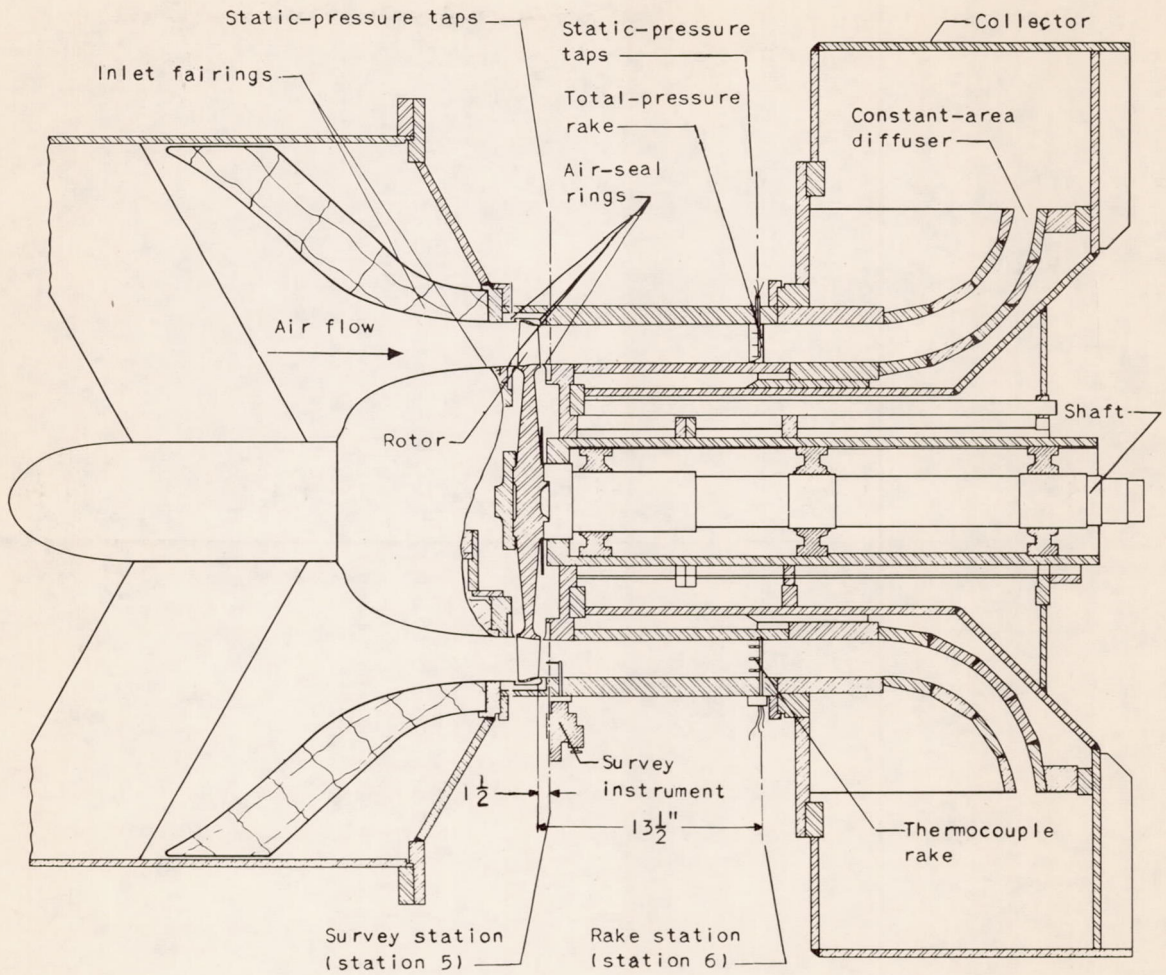 Static-pressure taps
Static-pressure
taps
Collector
Inlet fairings
Total-pressure
rake
Constant-area
diffuser
Air-seal
rings
Air flow
Rotor
Shaft
Survey
instrument
1 1/2
13 1/2"
Thermocouple
rake
Survey station
(station 5)
Rake station
(station 6)